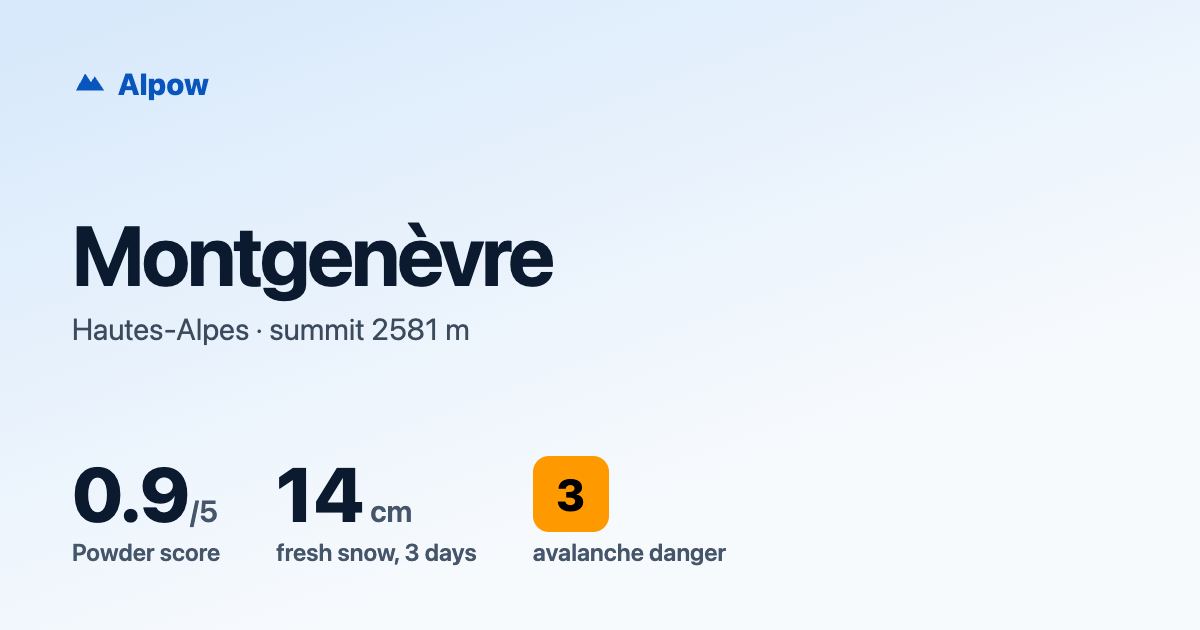 Alpow
Montgenèvre
Hautes-Alpes · summit 2581 m
0.9/5
Powder score
14 cm
fresh snow, 3 days
3
avalanche danger